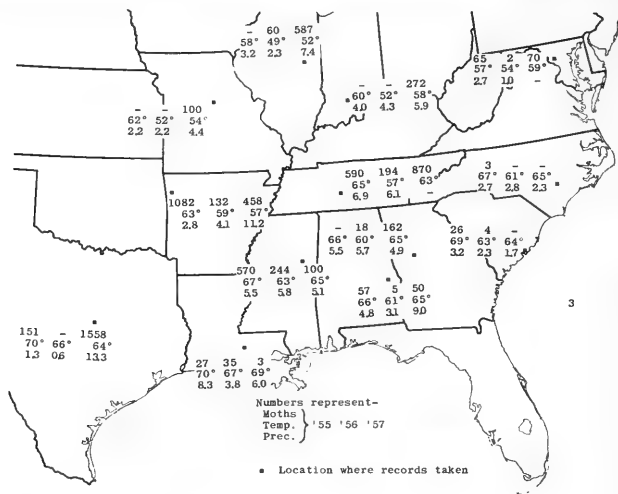 - 60 587
58° 49° 52°
3.2 2.3 7.4
65 2 70
57° 54° 59°
2.7 1.0 -
- - 272
60° 52° 58°
4.0 4.3 5.9
- - 100
62° 52° 54°
2.2 2.2 4.4
590 194 870
65° 57° 63°
6.9 6.1 -
3 - -
67° 61° 65°
2.7 2.8 2.3
1082 132 458
63° 59° 57°
2.8 4.1 11.2
- 18 162
66° 60° 65°
5.5 5.7 4.9
26 4 -
69° 63° 64°
3.2 2.3 1.7
570 244 100
67° 63° 65°
5.5 5.8 5.1
57 5 50
66° 61° 65°
4.8 3.1 9.0
3
151 - 1558
70° 66° 64°
1.3 0.6 13.3
27 35 3
70° 67° 69°
8.3 3.8 6.0
Numbers represent-
Moths
Temp. '55 '56 '57
Prec.
▪ Location where records taken